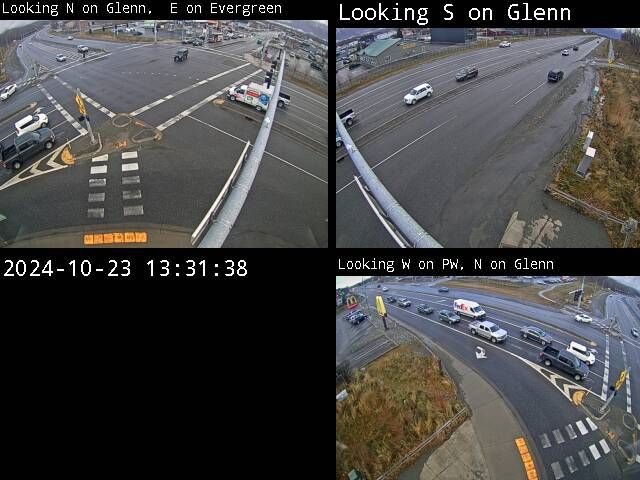 Looking N on Glenn,  E on Evergreen
Looking S on Glenn
2024-10-23 13:31:38
Looking W on PW, N on Glenn
FedEx